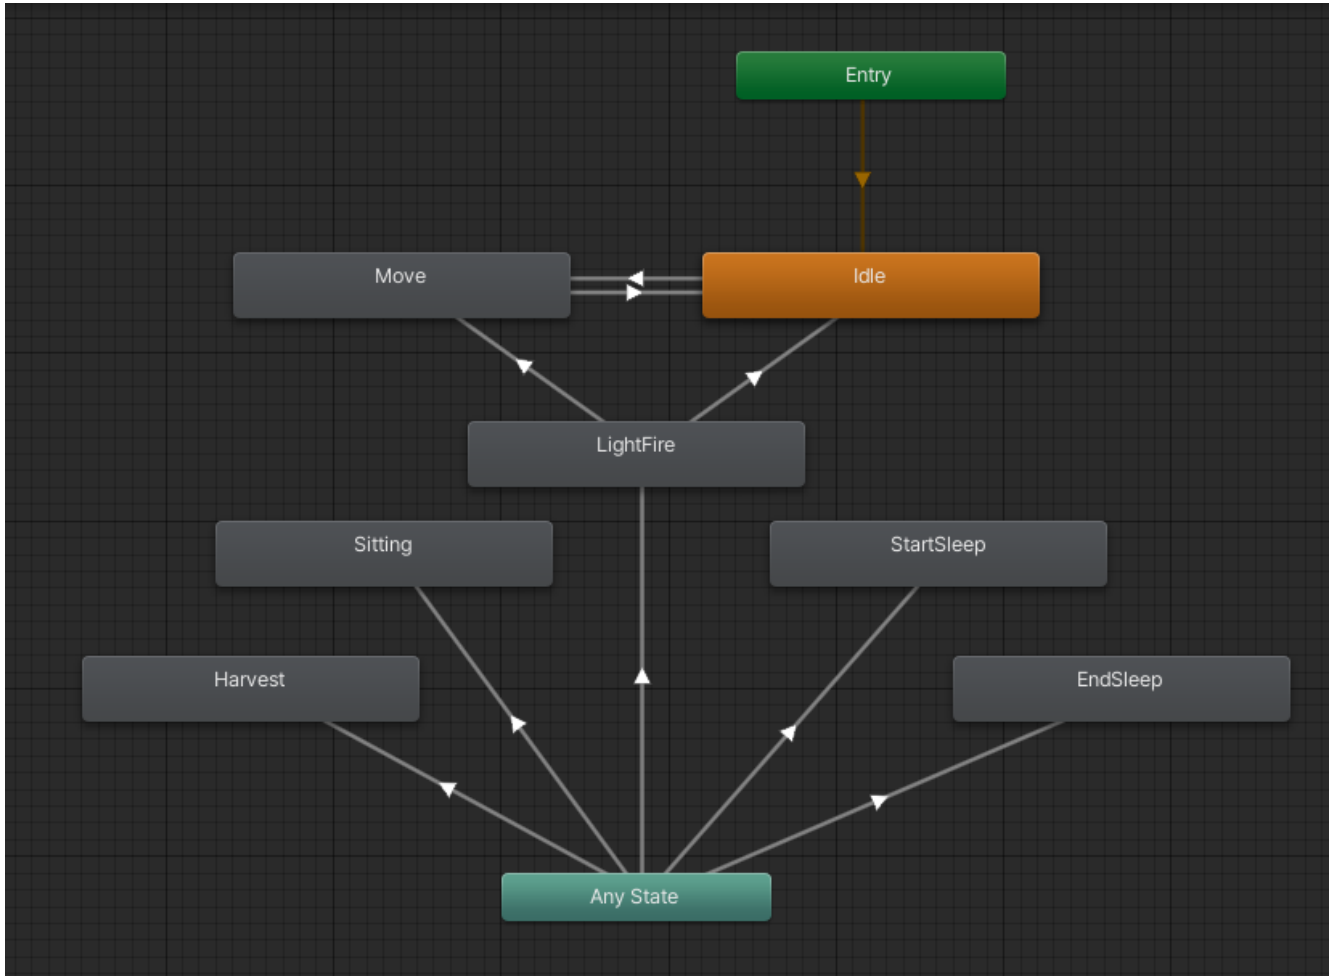 Entry
Move
Idle
LightFire
Sitting
StartSleep
Harvest
EndSleep
Any State